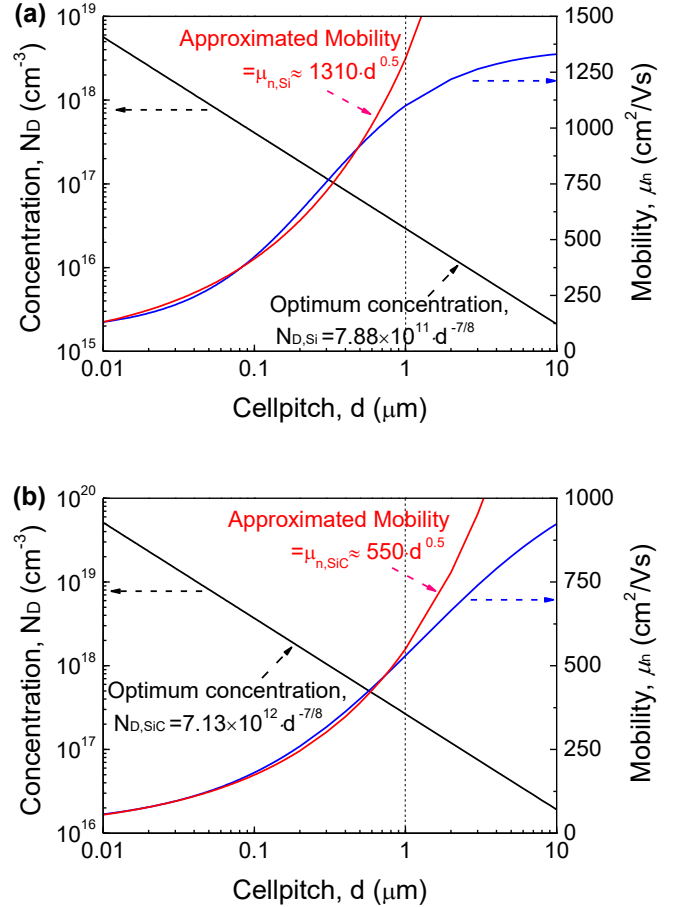 (a)
10^19
10^18
10^17
10^16
10^15
Concentration, N_D (cm^-3)
Approximated Mobility
=μ_n,Si≈ 1310·d^0.5
Optimum concentration,
N_D,Si=7.88×10^11·d^-7/8
1500
1250
1000
750
500
250
0
Mobility, μ_n (cm^2/Vs)
0.01 0.1 1 10
Cellpitch, d (μm)
(b)
10^20
10^19
10^18
10^17
10^16
Concentration, N_D (cm^-3)
Approximated Mobility
=μ_n,SiC≈ 550·d^0.5
Optimum concentration,
N_D,SiC=7.13×10^12·d^-7/8
1000
750
500
250
0
Mobility, μ_n (cm^2/Vs)
0.01 0.1 1 10
Cellpitch, d (μm)